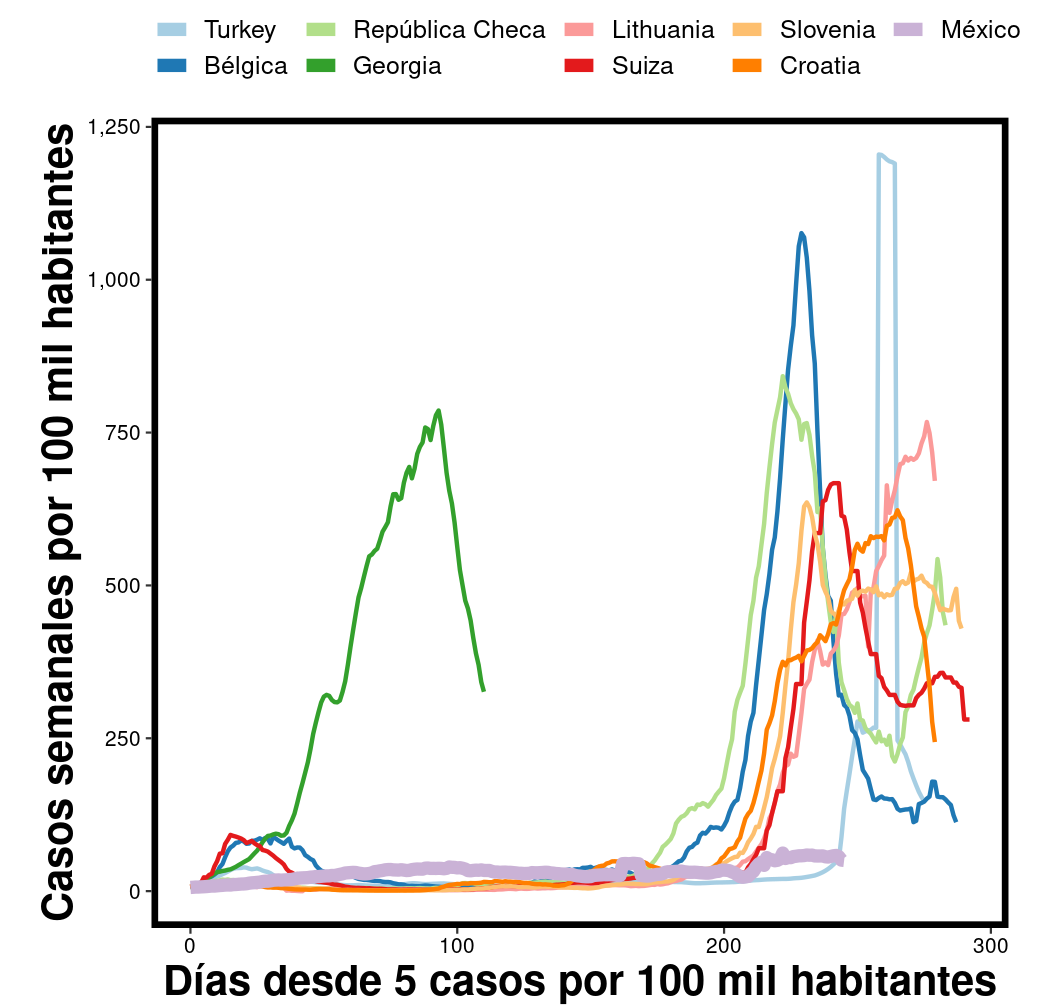 Turkey República Checa Lithuania Slovenia México
Bélgica Georgia Suiza Croatia
Casos semanales por 100 mil habitantes
1,250
1,000
750
500
250
0
0 100 200 300
Días desde 5 casos por 100 mil habitantes